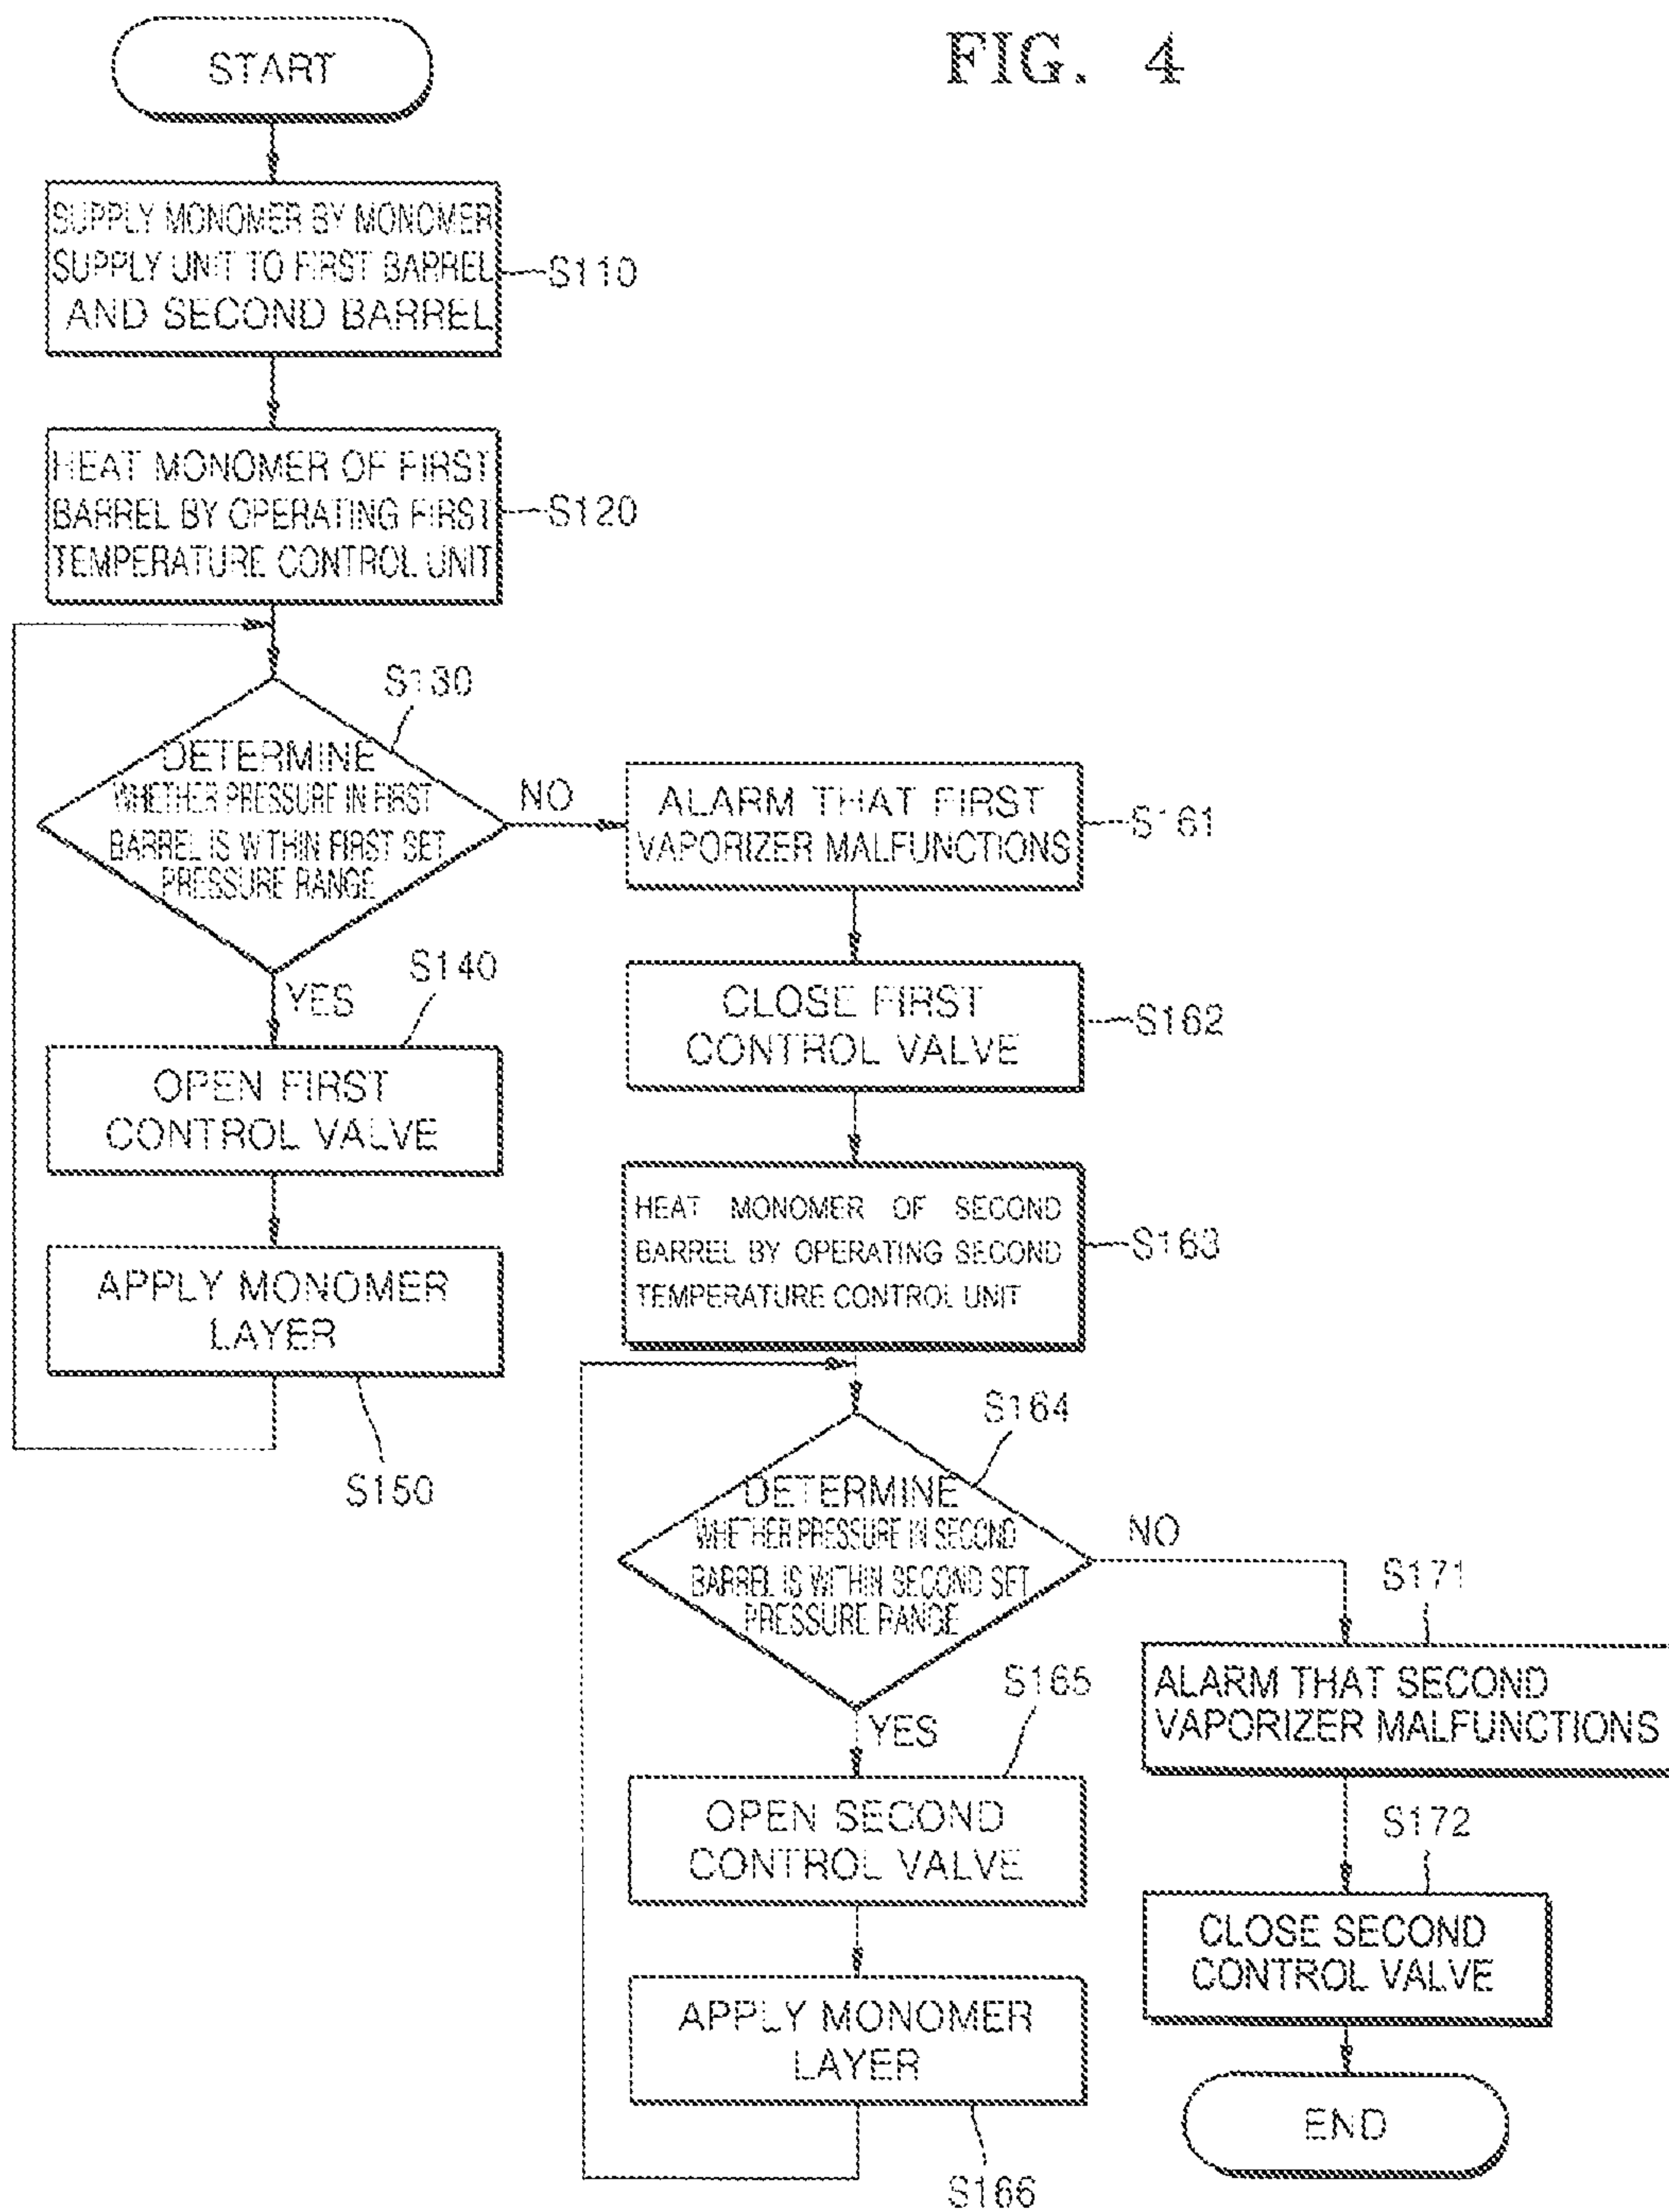 FIG. 4
START
SUPPLY MONOMER BY MONOMER
SUPPLY UNIT TO FIRST BARREL
AND SECOND BARREL
S110
HEAT MONOMER OF FIRST
BARREL BY OPERATING FIRST
TEMPERATURE CONTROL UNIT
S120
S130
DETERMINE
WHETHER PRESSURE IN FIRST
BARREL IS WITHIN FIRST SET
PRESSURE RANGE
NO
YES
S140
OPEN FIRST
CONTROL VALVE
APPLY MONOMER
LAYER
S150
ALARM THAT FIRST
VAPORIZER MALFUNCTIONS
S161
CLOSE FIRST
CONTROL VALVE
S162
HEAT MONOMER OF SECOND
BARREL BY OPERATING SECOND
TEMPERATURE CONTROL UNIT
S163
S164
DETERMINE
WHETHER PRESSURE IN SECOND
BARREL IS WITHIN SECOND SET
PRESSURE RANGE
NO
YES
S165
OPEN SECOND
CONTROL VALVE
APPLY MONOMER
LAYER
S166
S171
ALARM THAT SECOND
VAPORIZER MALFUNCTIONS
S172
CLOSE SECOND
CONTROL VALVE
END